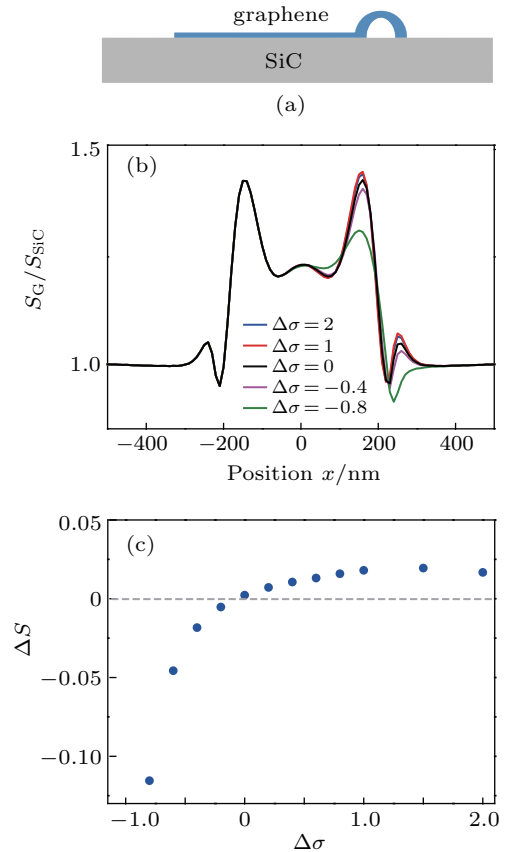 graphene
SiC
(a)
1.5
(b)
S_G/S_SiC
Δσ = 2
Δσ = 1
Δσ = 0
Δσ = −0.4
Δσ = −0.8
1.0
−400 −200 0 200 400
Position x/nm
0.05
(c)
0
ΔS
−0.05
−0.10
−1.0 0 1.0 2.0
Δσ